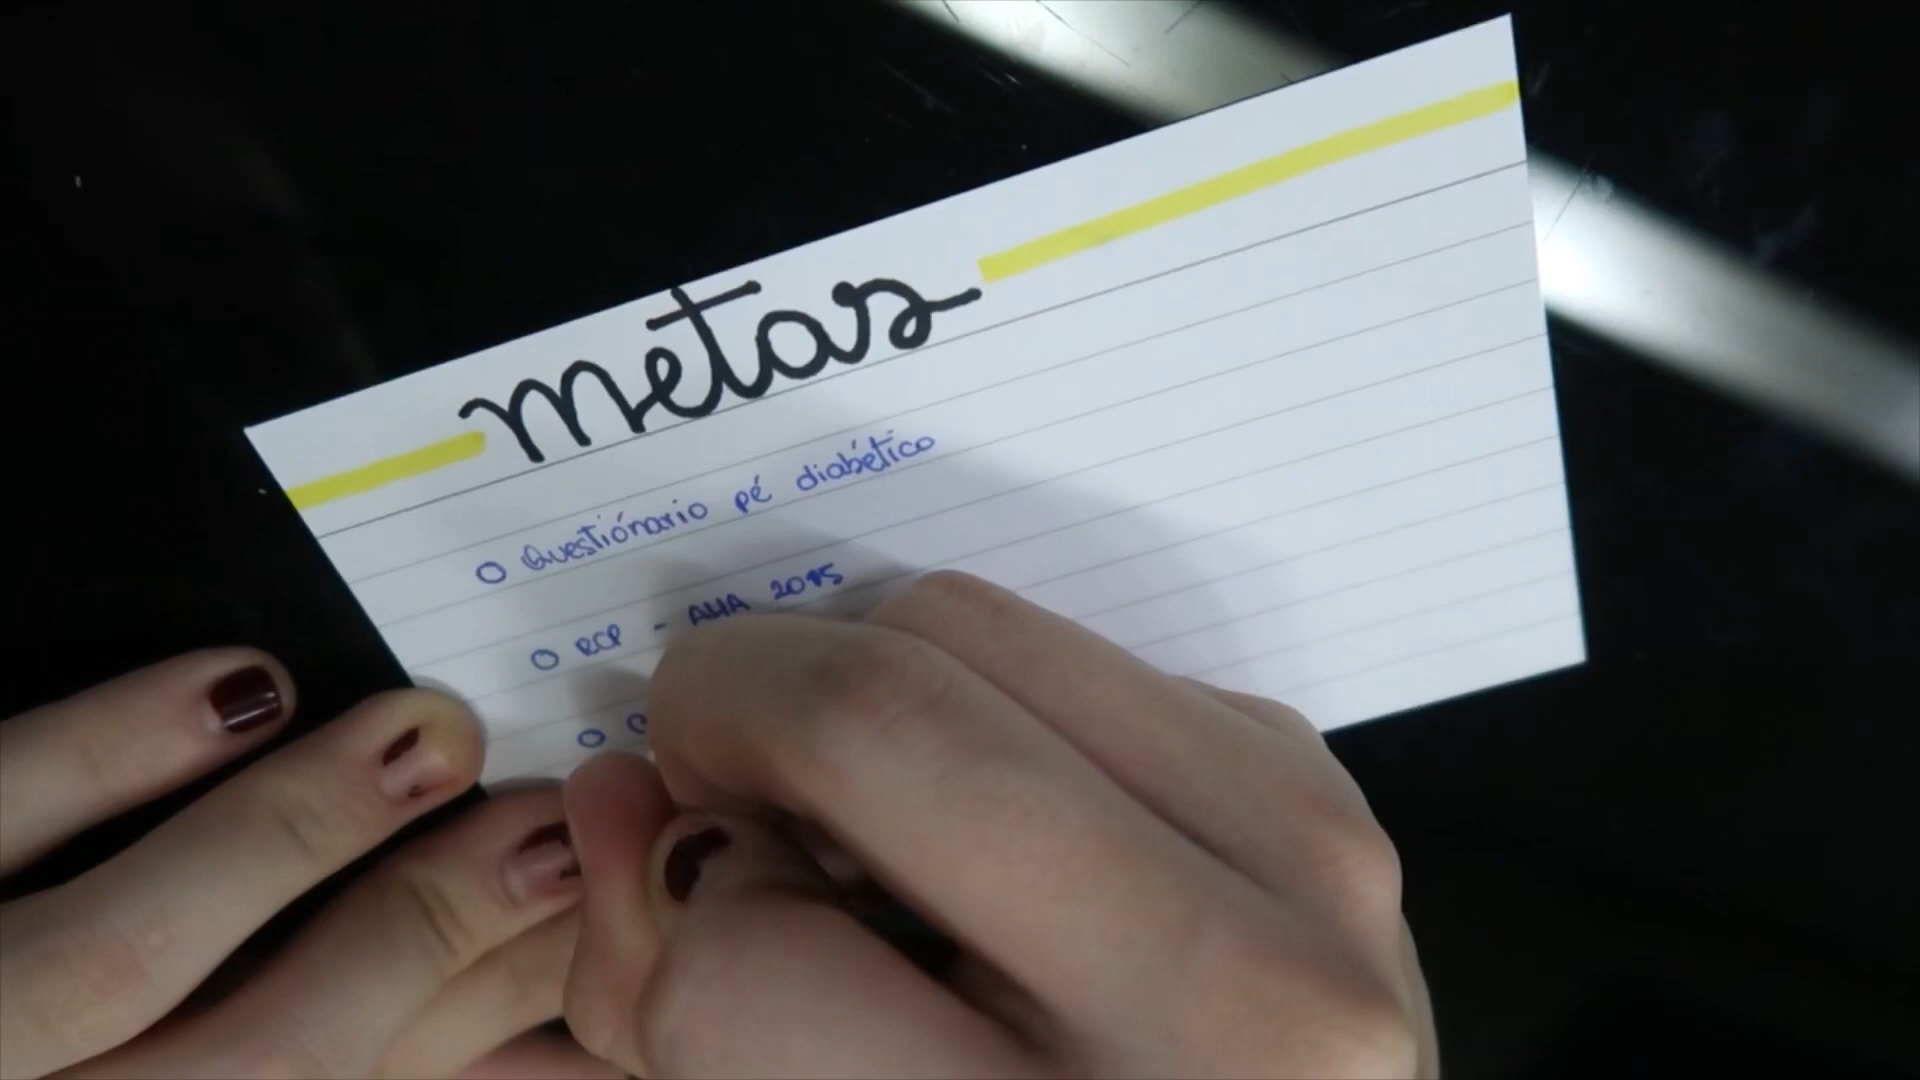 metas
O Questiónario pé diabético
O RCP - AHA 2015
O C